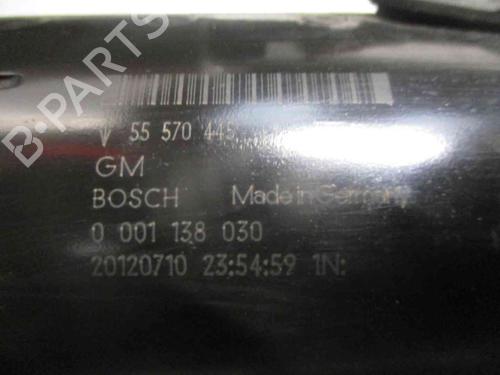 B-PARTS
V 55 570 445
GM
BOSCH Made in Germany
0 001 138 030
20120710 23:54:59 1N: